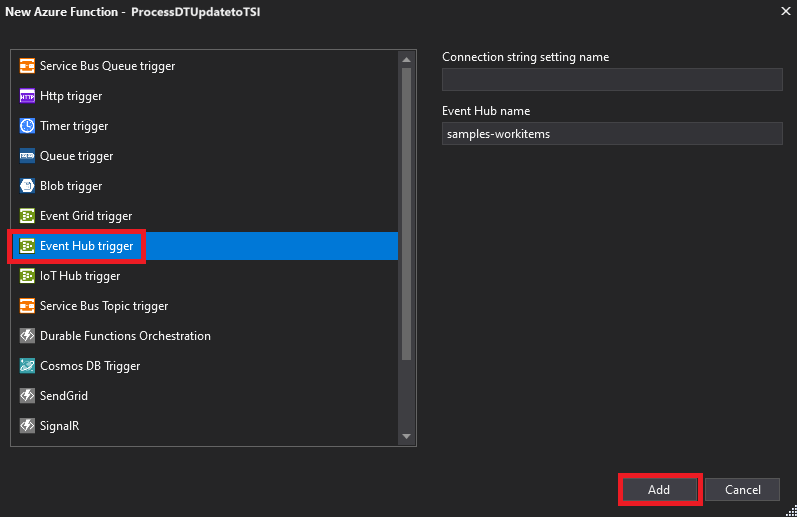 New Azure Function - ProcessDTUpdatetoTSI
Service Bus Queue trigger
Http trigger
Timer trigger
Queue trigger
Blob trigger
Event Grid trigger
Event Hub trigger
IoT Hub trigger
Service Bus Topic trigger
Durable Functions Orchestration
Cosmos DB Trigger
SendGrid
SignalR
Connection string setting name
Event Hub name
samples-workitems
Add
Cancel